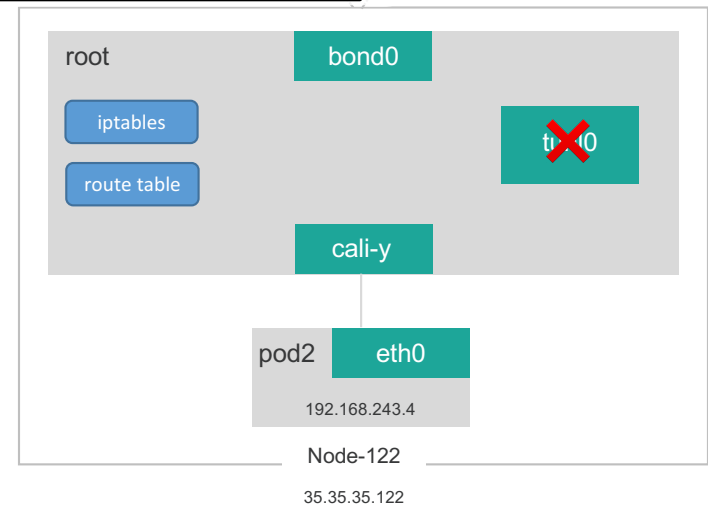 root
bond0
iptables
route table
cali-y
pod2
eth0
192.168.243.4
Node-122
35.35.35.122